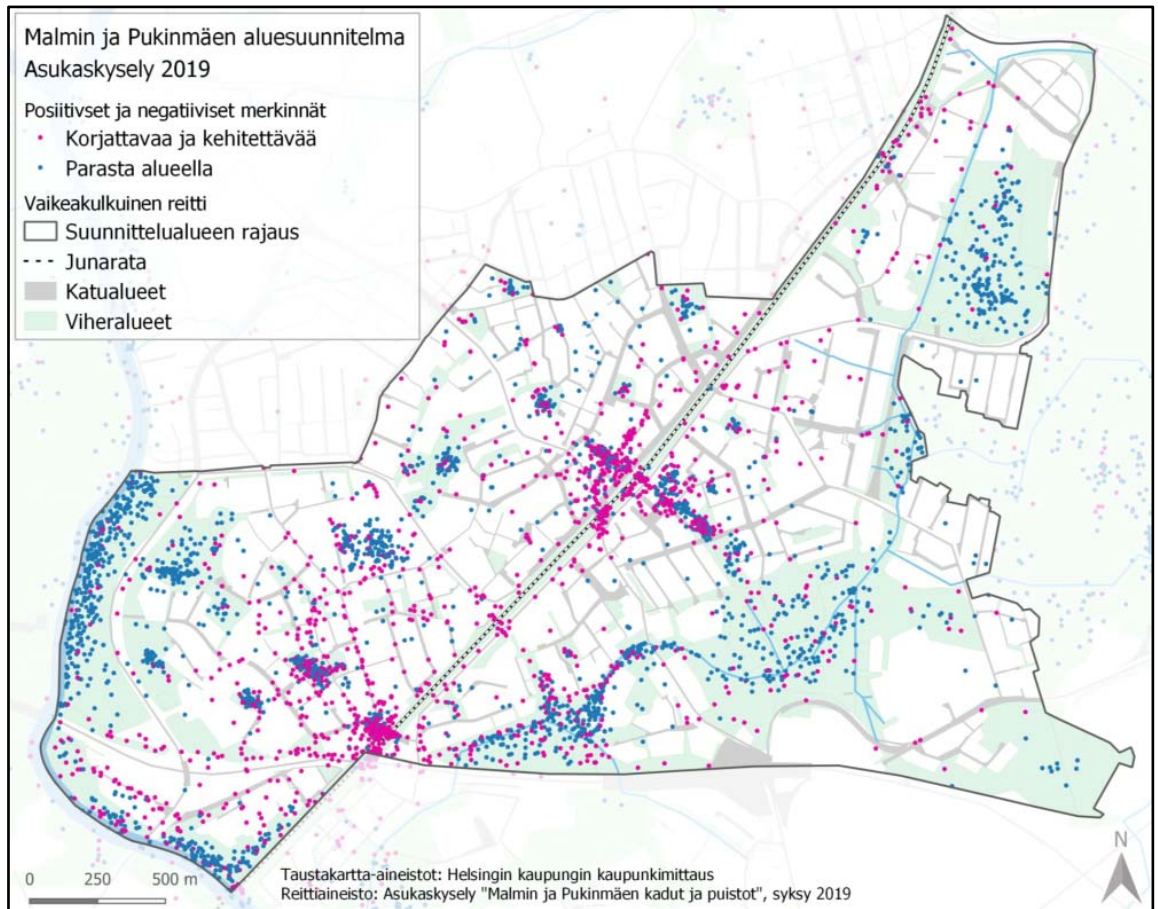 Malmin ja Pukinmäen aluesuunnitelma
Asukaskysely 2019
Posiitivset ja negatiiviset merkinnät
Korjattavaa ja kehitettävää
Parasta alueella
Vaikeakulkuinen reitti
Suunnittelualueen rajaus
Junarata
Katualueet
Viheralueet
0 250 500 m
Taustakartta-aineistot: Helsingin kaupungin kaupunkimittaus
Reittiaineisto: Asukaskysely "Malmin ja Pukinmäen kadut ja puistot", syksy 2019
N